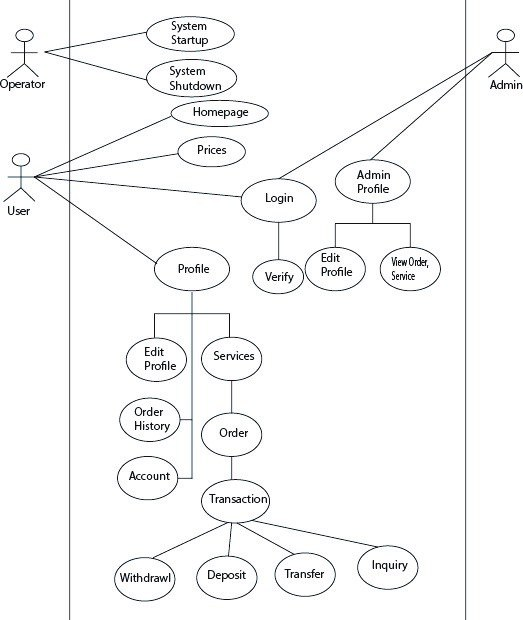 System
Startup
Operator
System
Shutdown
Admin
Homepage
Prices
User
Login
Admin
Profile
Profile
Verify
Edit
Profile
View Order,
Service
Edit
Profile
Services
Order
History
Order
Account
Transaction
Withdrawl
Deposit
Transfer
Inquiry